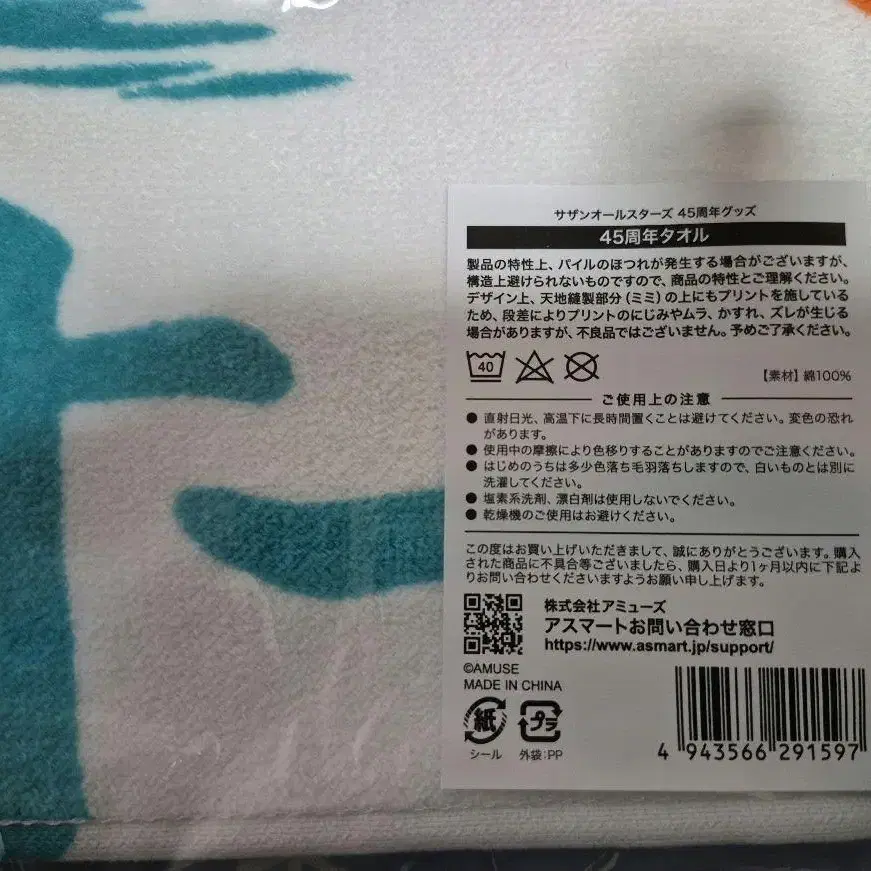 サザンオールスターズ 45周年グッズ
45周年タオル
製品の特性上、パイルのほつれが発生する場合がございますが、
構造上避けられないものですので、商品の特性とご理解ください。
デザイン上、天地縫製部分（ミミ）の上にもプリントを施している
ため、段差によりプリントのにじみやムラ、かすれ、ズレが生じる
場合がありますが、不良品ではございません。予めご了承ください。
40
【素材】綿100%
ご使用上の注意
● 直射日光、高温下に長時間置くことは避けてください。変色の恐れ
があります。
● 使用中の摩擦により色移りすることがありますのでご注意ください。
● はじめのうちは多少色落ち毛羽落ちしますので、白いものとは別に
洗濯してください。
● 塩素系洗剤、漂白剤は使用しないでください。
● 乾燥機のご使用はお避けください。
この度はお買い上げいただきまして、誠にありがとうございます。購入
された商品に不具合等ございましたら、購入日より1ヶ月以内に下記よ
りお問い合わせくださいますようお願い申し上げます。
株式会社アミューズ
アスマートお問い合わせ窓口
https://www.asmart.jp/support/
©AMUSE
MADE IN CHINA
紙 プラ
シール 外袋:PP
4 943566 291597